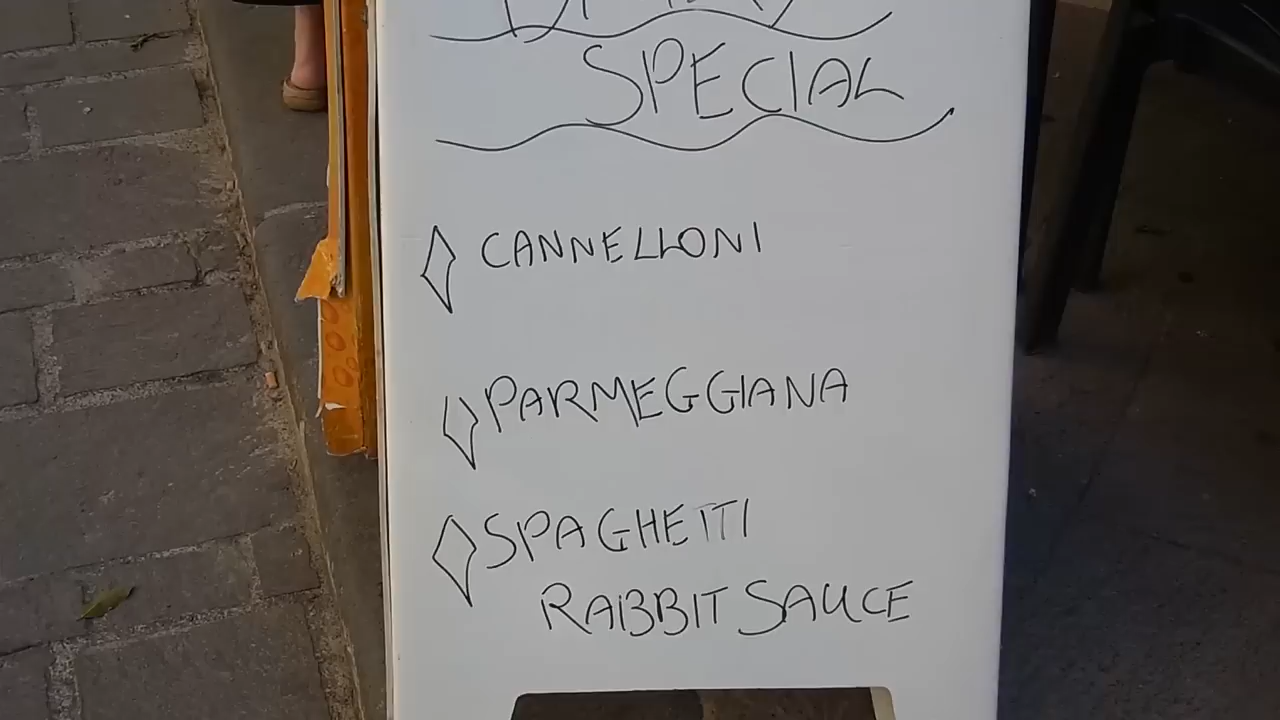 SPECIAL
CANNELLONI
PARMEGGIANA
SPAGHETTI
RABBIT SAUCE